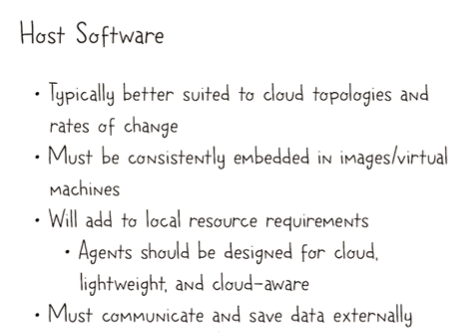 Host Software
• Typically better suited to cloud topologies and
rates of change
• Must be consistently embedded in images/virtual
machines
• Will add to local resource requirements
• Agents should be designed for cloud,
lightweight, and cloud-aware
• Must communicate and save data externally